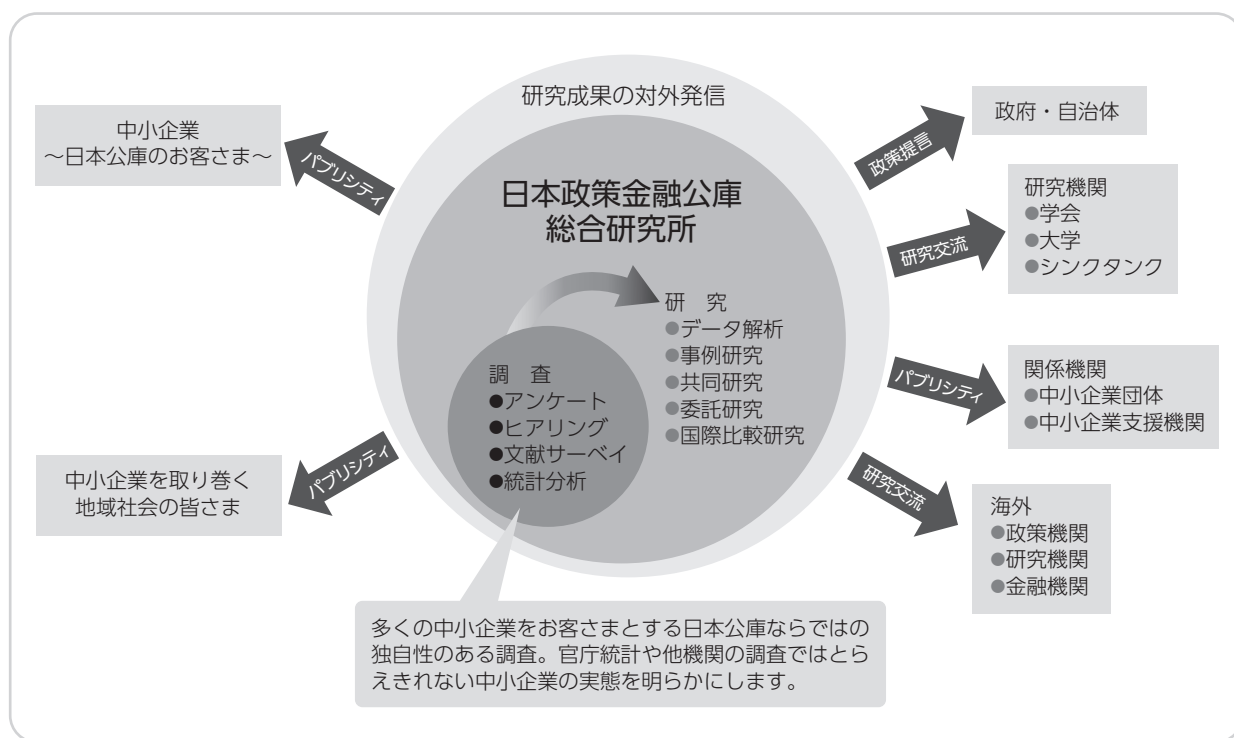 研究成果の対外発信
日本政策金融公庫
総合研究所
調　査
●アンケート
●ヒアリング
●文献サーベイ
●統計分析
研　究
●データ解析
●事例研究
●共同研究
●委託研究
●国際比較研究
多くの中小企業をお客さまとする日本公庫ならではの
独自性のある調査。官庁統計や他機関の調査ではとら
えきれない中小企業の実態を明らかにします。
パブリシティ
中小企業
～日本公庫のお客さま～
パブリシティ
中小企業を取り巻く
地域社会の皆さま
政策提言
政府・自治体
研究交流
研究機関
●学会
●大学
●シンクタンク
パブリシティ
関係機関
●中小企業団体
●中小企業支援機関
研究交流
海外
●政策機関
●研究機関
●金融機関